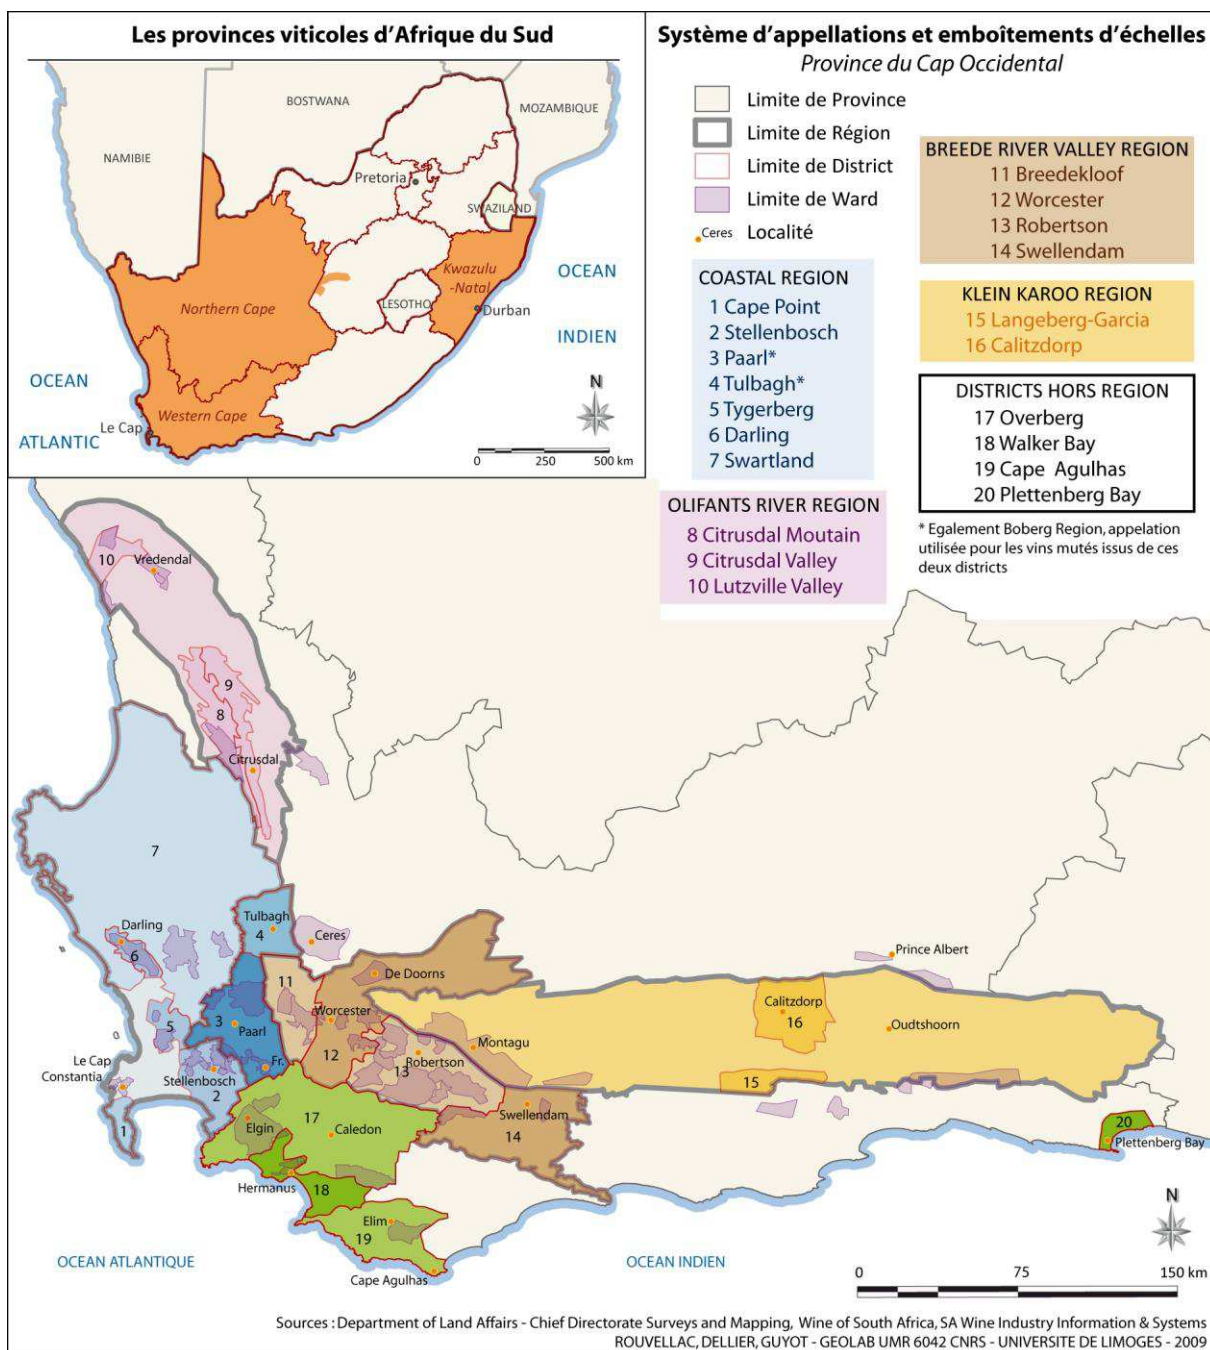 Les provinces viticoles d'Afrique du Sud
BOSTWANA
MOZAMBIQUE
NAMIBIE
Pretoria
SWAZILAND
Kwazulu
-Natal
OCEAN
INDIEN
Northern Cape
LESOTHO
Durban
OCEAN
ATLANTIC
Western Cape
Le Cap
N
0 250 500 km
Système d'appellations et emboîtements d'échelles
Province du Cap Occidental
Limite de Province
Limite de Région
Limite de District
Limite de Ward
Ceres Localité
COASTAL REGION
1 Cape Point
2 Stellenbosch
3 Paarl*
4 Tulbagh*
5 Tygerberg
6 Darling
7 Swartland
OLIFANTS RIVER REGION
8 Citrusdal Moutain
9 Citrusdal Valley
10 Lutzville Valley
BREEDE RIVER VALLEY REGION
11 Breedekloof
12 Worcester
13 Robertson
14 Swellendam
KLEIN KAROO REGION
15 Langeberg-Garcia
16 Calitzdorp
DISTRICTS HORS REGION
17 Overberg
18 Walker Bay
19 Cape Agulhas
20 Plettenberg Bay
* Egalement Boberg Region, appelation
utilisée pour les vins mutés issus de ces
deux districts
10
Vredendal
9
8
Citrusdal
7
Darling
6
Tulbagh
4
Ceres
De Doorns
Prince Albert
11
5
3
Paarl
Worcester
12
Calitzdorp
16
Oudtshoorn
Le Cap
Constantia
Stellenbosch
2
Fr.
Robertson
13
Montagu
15
1
17
Elgin
Caledon
Swellendam
14
20
Plettenberg Bay
Hermanus
18
Elim
19
Cape Agulhas
OCEAN ATLANTIQUE
OCEAN INDIEN
N
0 75 150 km
Sources : Department of Land Affairs - Chief Directorate Surveys and Mapping, Wine of South Africa, SA Wine Industry Information & Systems
ROUVELLAC, DELLIER, GUYOT - GEOLAB UMR 6042 CNRS - UNIVERSITE DE LIMOGES - 2009